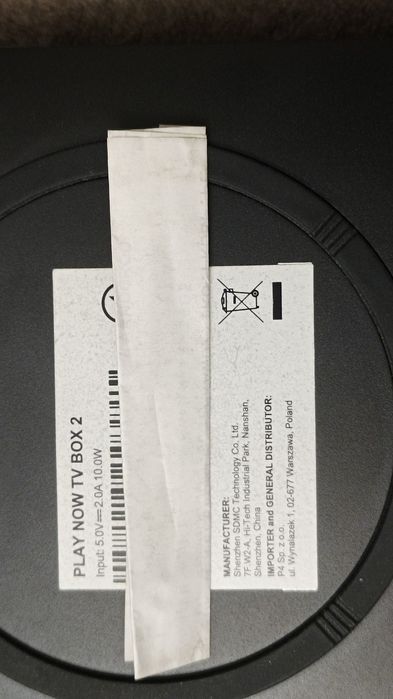 PLAY NOW TV BOX 2
Input: 5.0V⎓2.0A 10.0W
MANUFACTURER:
Shenzhen SDMC Technology Co. Ltd.
7F.W2-A, Hi-Tech Industrial Park, Nanshan,
Shenzhen, China
IMPORTER and GENERAL DISTRIBUTOR:
P4 Sp. z o.o.
ul. Wynalazek 1, 02-677 Warszawa, Poland